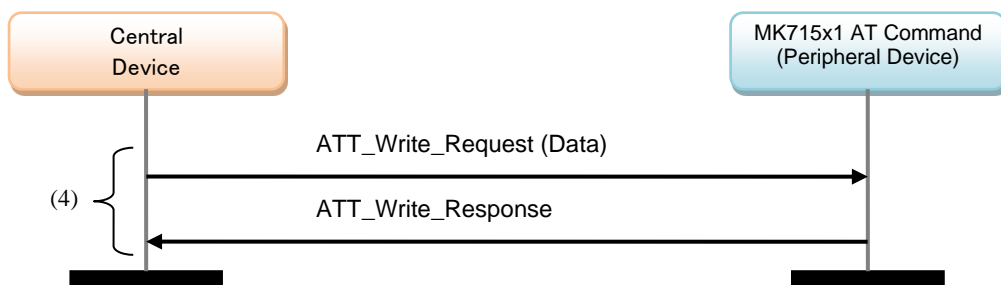 Central
Device
MK715x1 AT Command
(Peripheral Device)
ATT_Write_Request (Data)
(4)
ATT_Write_Response